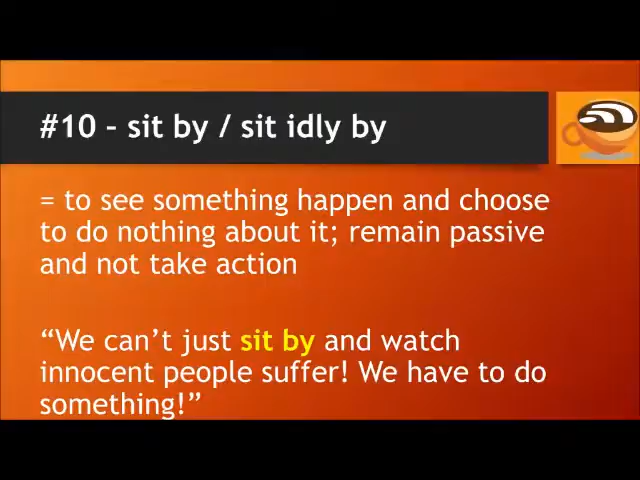 #10 – sit by / sit idly by
= to see something happen and choose
to do nothing about it; remain passive
and not take action
“We can’t just sit by and watch
innocent people suffer! We have to do
something!”